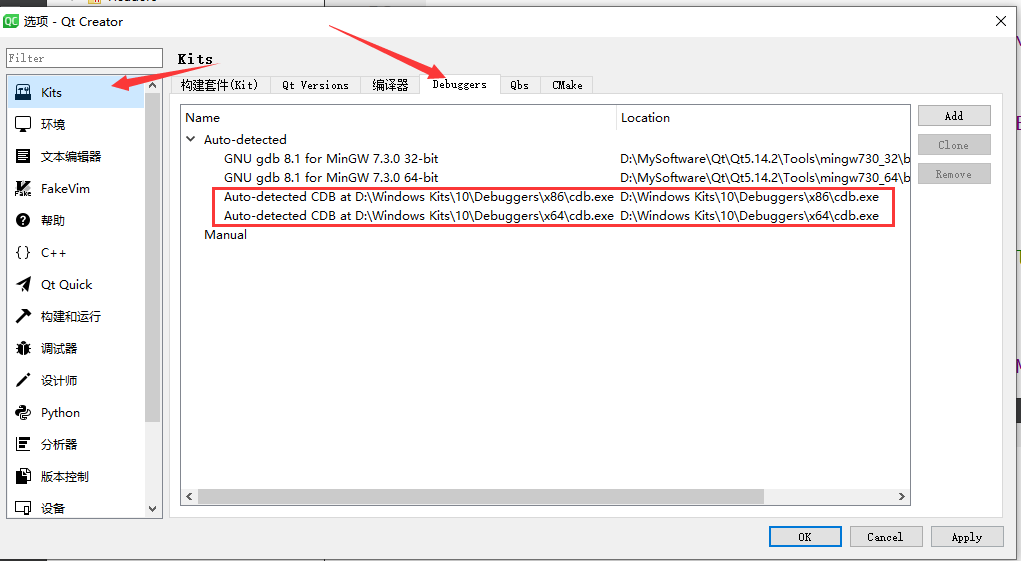 选项 - Qt Creator
Filter
Kits
Kits
环境
文本编辑器
FakeVim
帮助
C++
Qt Quick
构建和运行
调试器
设计师
Python
分析器
版本控制
设备
构建套件(Kit)
Qt Versions
编译器
Debuggers
Qbs
CMake
Name Location
Auto-detected
GNU gdb 8.1 for MinGW 7.3.0 32-bit D:\MySoftware\Qt\Qt5.14.2\Tools\mingw730_32\b
GNU gdb 8.1 for MinGW 7.3.0 64-bit D:\MySoftware\Qt\Qt5.14.2\Tools\mingw730_64\b
Auto-detected CDB at D:\Windows Kits\10\Debuggers\x86\cdb.exe D:\Windows Kits\10\Debuggers\x86\cdb.exe
Auto-detected CDB at D:\Windows Kits\10\Debuggers\x64\cdb.exe D:\Windows Kits\10\Debuggers\x64\cdb.exe
Manual
Add
Clone
Remove
OK
Cancel
Apply